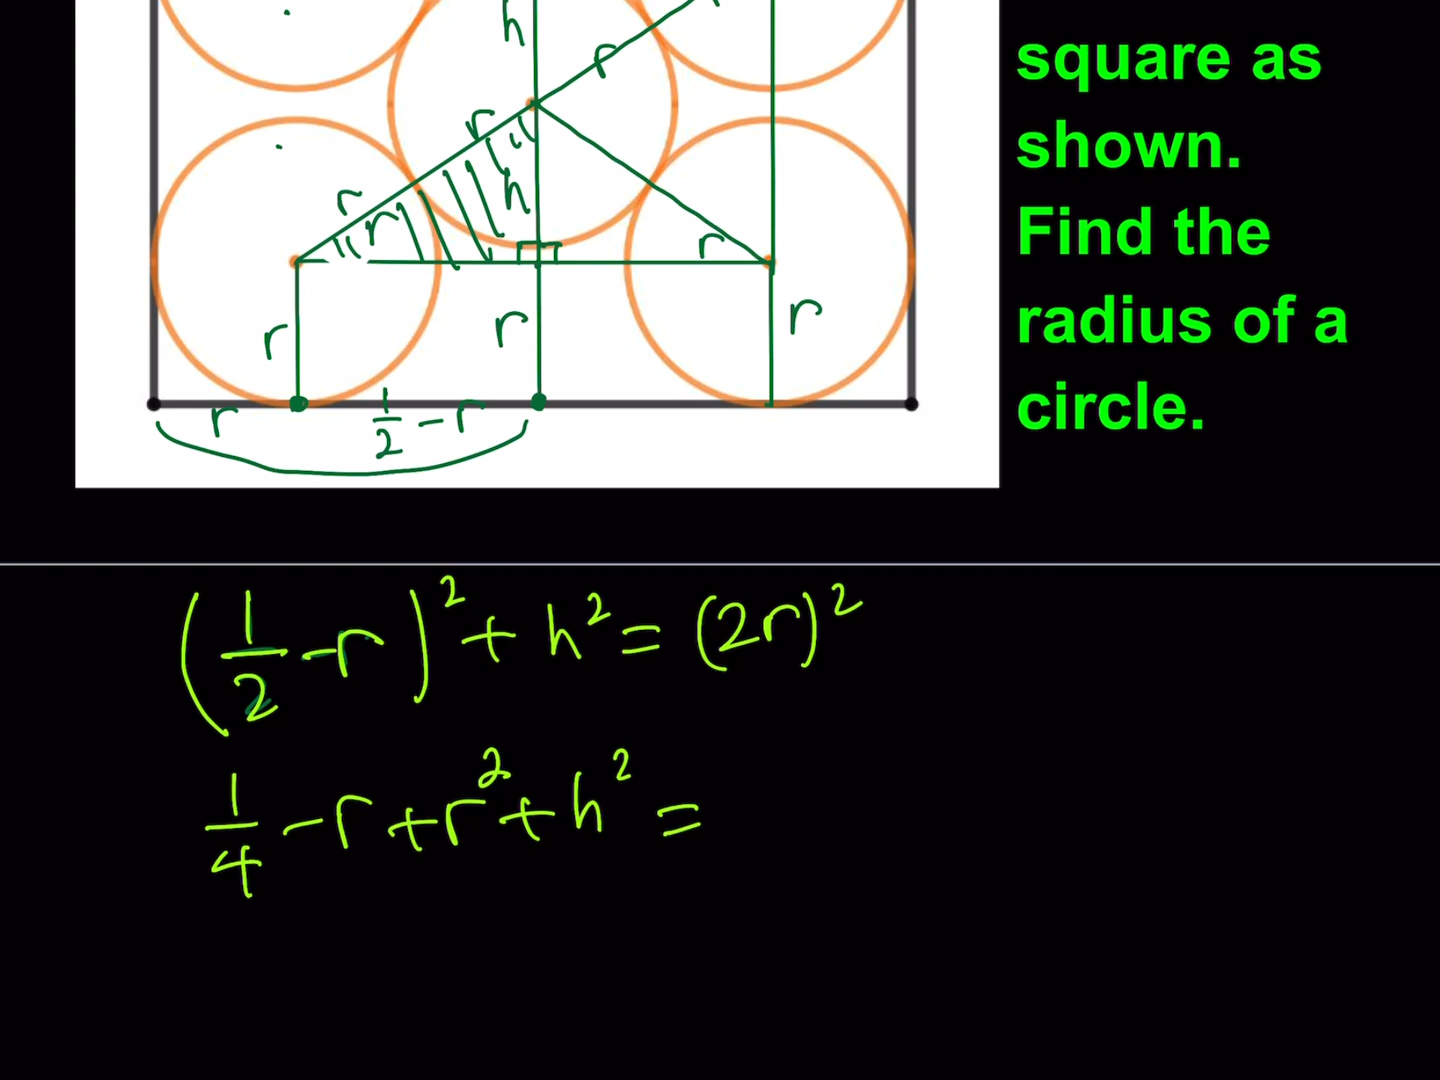 h
r
r
r
r
h
r
r
r
r
r
1/2 - r
square as
shown.
Find the
radius of a
circle.
(1/2 - r)² + h² = (2r)²
1/4 - r + r² + h² =